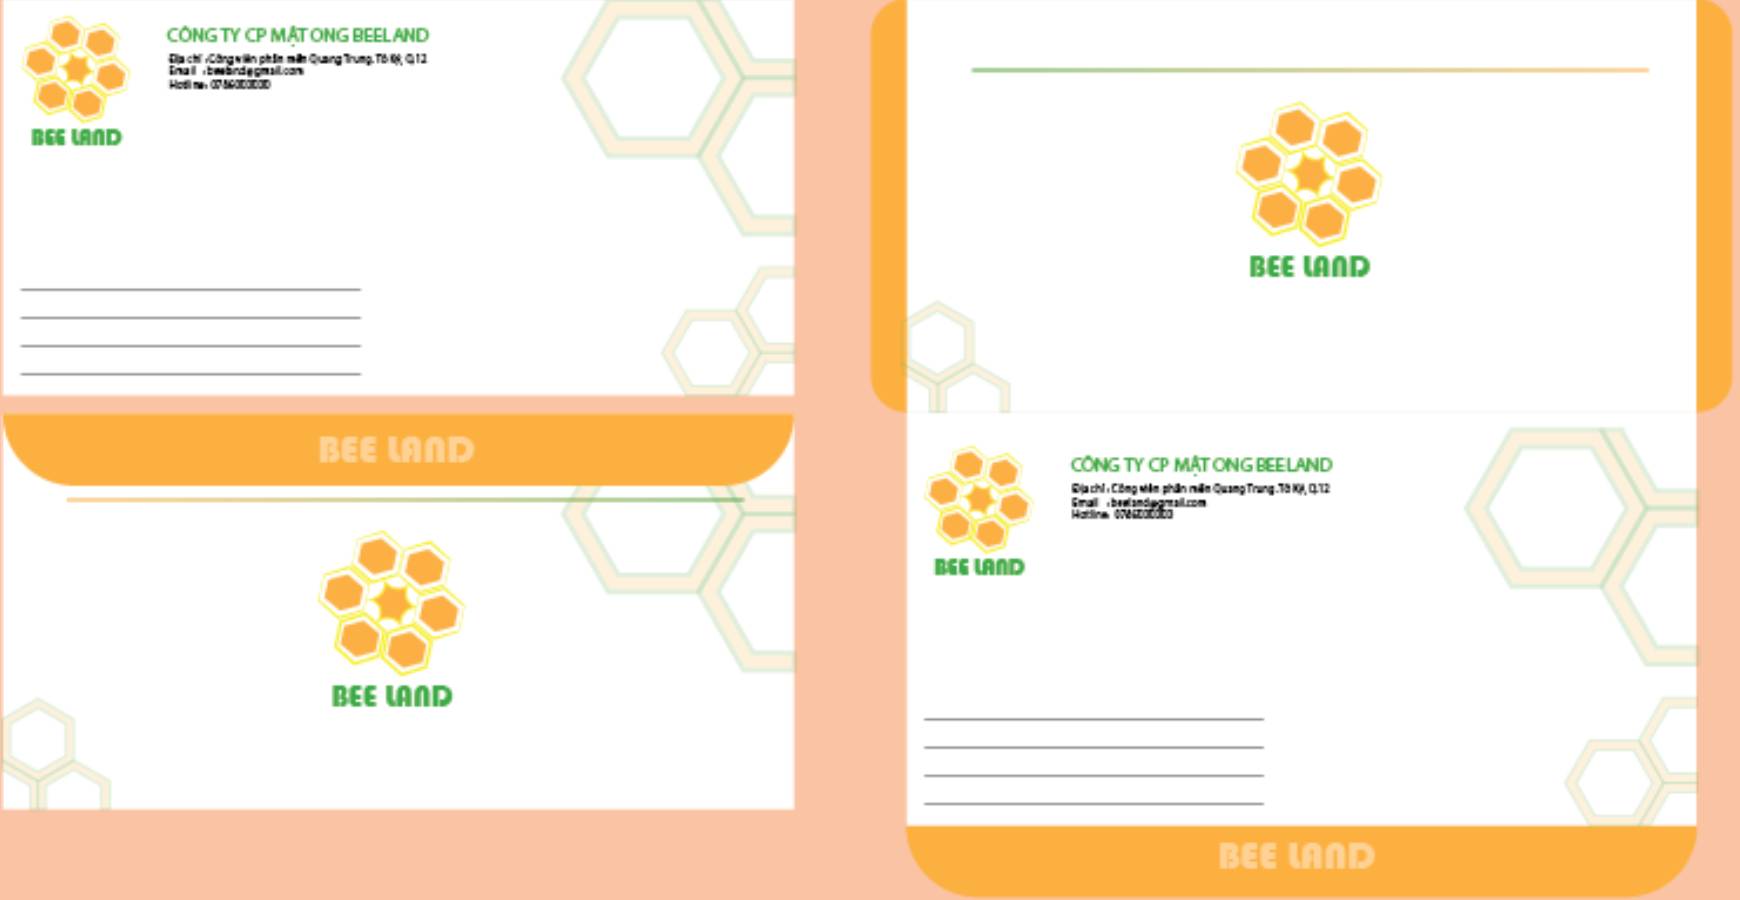 CÔNG TY CP MẬT ONG BEELAND
Địa chỉ : Công viên phần mền Quang Trung. Tô Ký, Q.12
Email : beeland@gmail.com
Hotline:
BEE LAND
BEE LAND
BEE LAND
BEE LAND
CÔNG TY CP MẬT ONG BEELAND
Địa chỉ : Công viên phần mền Quang Trung. Tô Ký, Q.12
Email : beeland@gmail.com
Hotline:
BEE LAND
BEE LAND